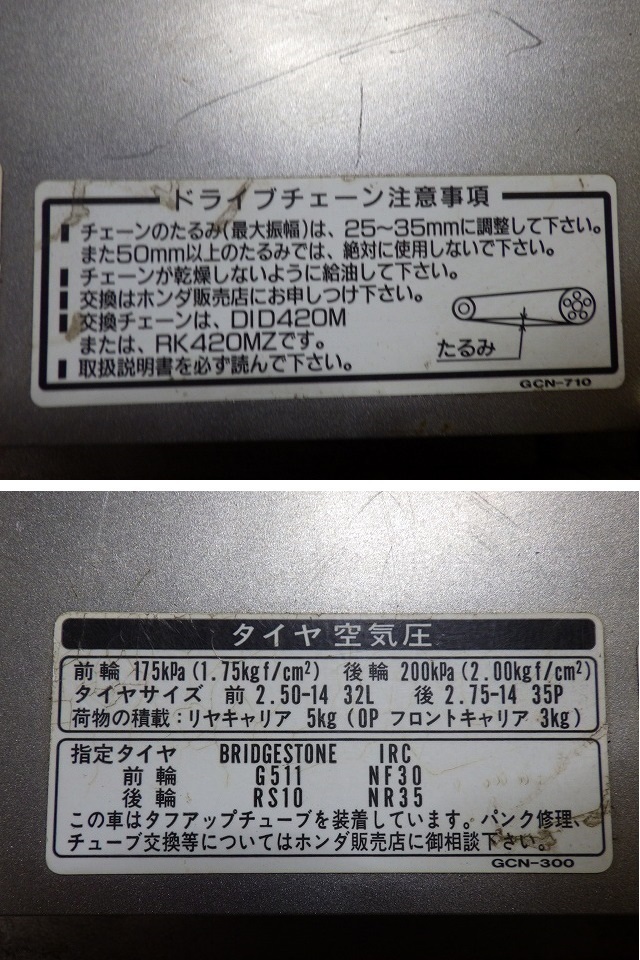 ドライブチェーン注意事項
チェーンのたるみ(最大振幅)は、25～35mmに調整して下さい。
また50mm以上のたるみでは、絶対に使用しないで下さい。
チェーンが乾燥しないように給油して下さい。
交換はホンダ販売店にお申しつけ下さい。
交換チェーンは、DID420M
または、RK420MZです。
取扱説明書を必ず読んで下さい。
たるみ
GCN-710
タイヤ空気圧
前輪 175kPa(1.75kgf/cm²) 後輪 200kPa(2.00kgf/cm²)
タイヤサイズ 前 2.50-14 32L 後 2.75-14 35P
荷物の積載:リヤキャリア 5kg(OP フロントキャリア 3kg)
指定タイヤ BRIDGESTONE IRC
前輪 G511 NF30
後輪 RS10 NR35
この車はタフアップチューブを装着しています。パンク修理、
チューブ交換等についてはホンダ販売店に御相談下さい。
GCN-300